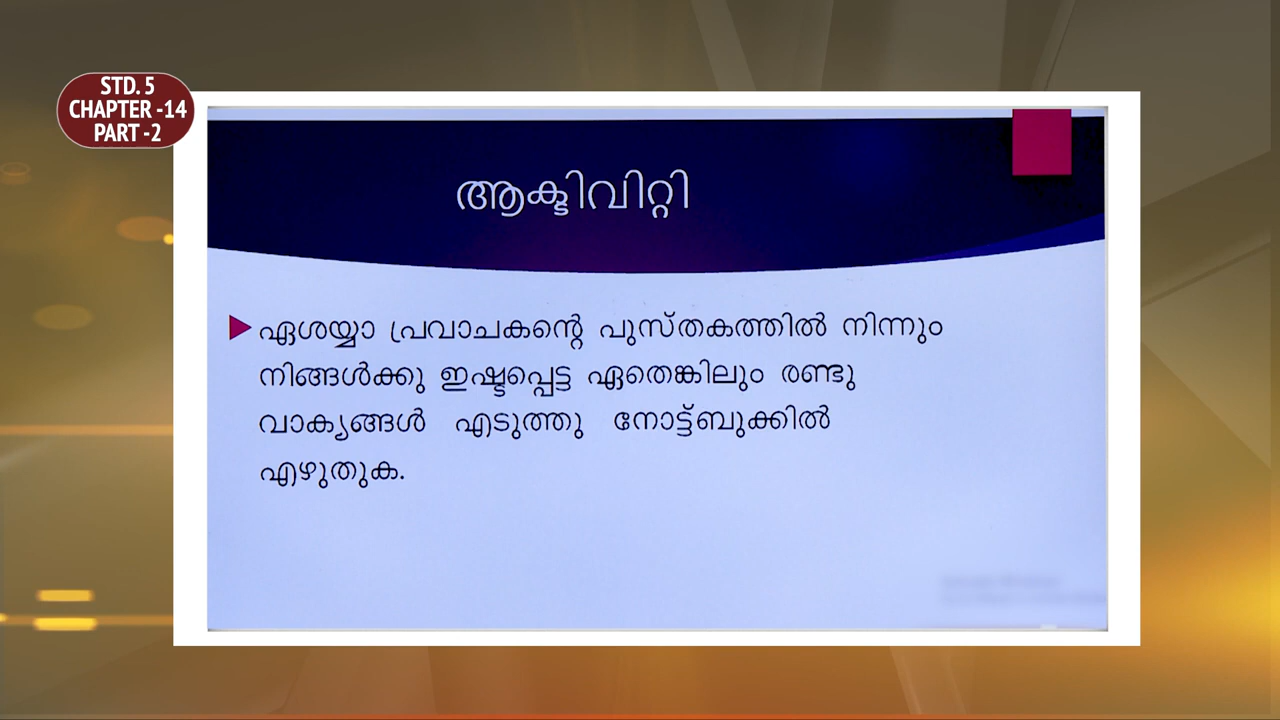 STD. 5
CHAPTER -14
PART -2
ആക്ടിവിറ്റി
ഏശയ്യാ പ്രവാചകന്റെ പുസ്തകത്തിൽ നിന്നും
നിങ്ങൾക്കു ഇഷ്ടപ്പെട്ട ഏതെങ്കിലും രണ്ടു
വാക്യങ്ങൾ എടുത്തു നോട്ട്ബുക്കിൽ
എഴുതുക.